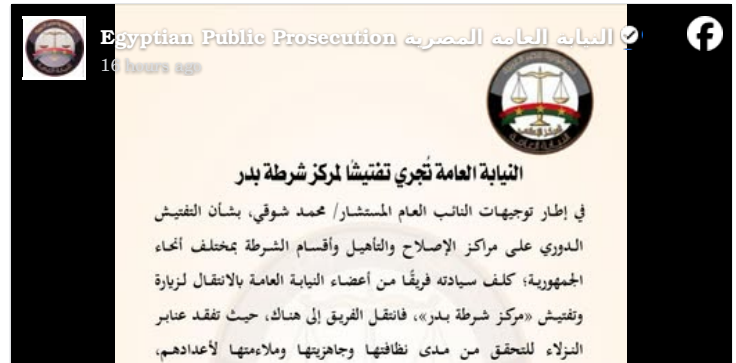 Egyptian Public Prosecution النيابة العامة المصرية
16 hours ago
مركز الإعلام
النيابة العامة تُجري تفتيشًا لمركز شرطة بدر
في إطار توجيهات النائب العام المستشار/ محمد شوقي، بشأن التفتيش
الدوري على مراكز الإصلاح والتأهيل وأقسام الشرطة بمختلف أنحاء
الجمهورية؛ كلف سيادته فريقًا من أعضاء النيابة العامة بالانتقال لزيارة
وتفتيش «مركز شرطة بدر»، فانتقل الفريق إلى هناك، حيث تفقد عنابر
النزلاء للتحقق من مدى نظافتها وجاهزيتها وملاءمتها لأعدادهم،